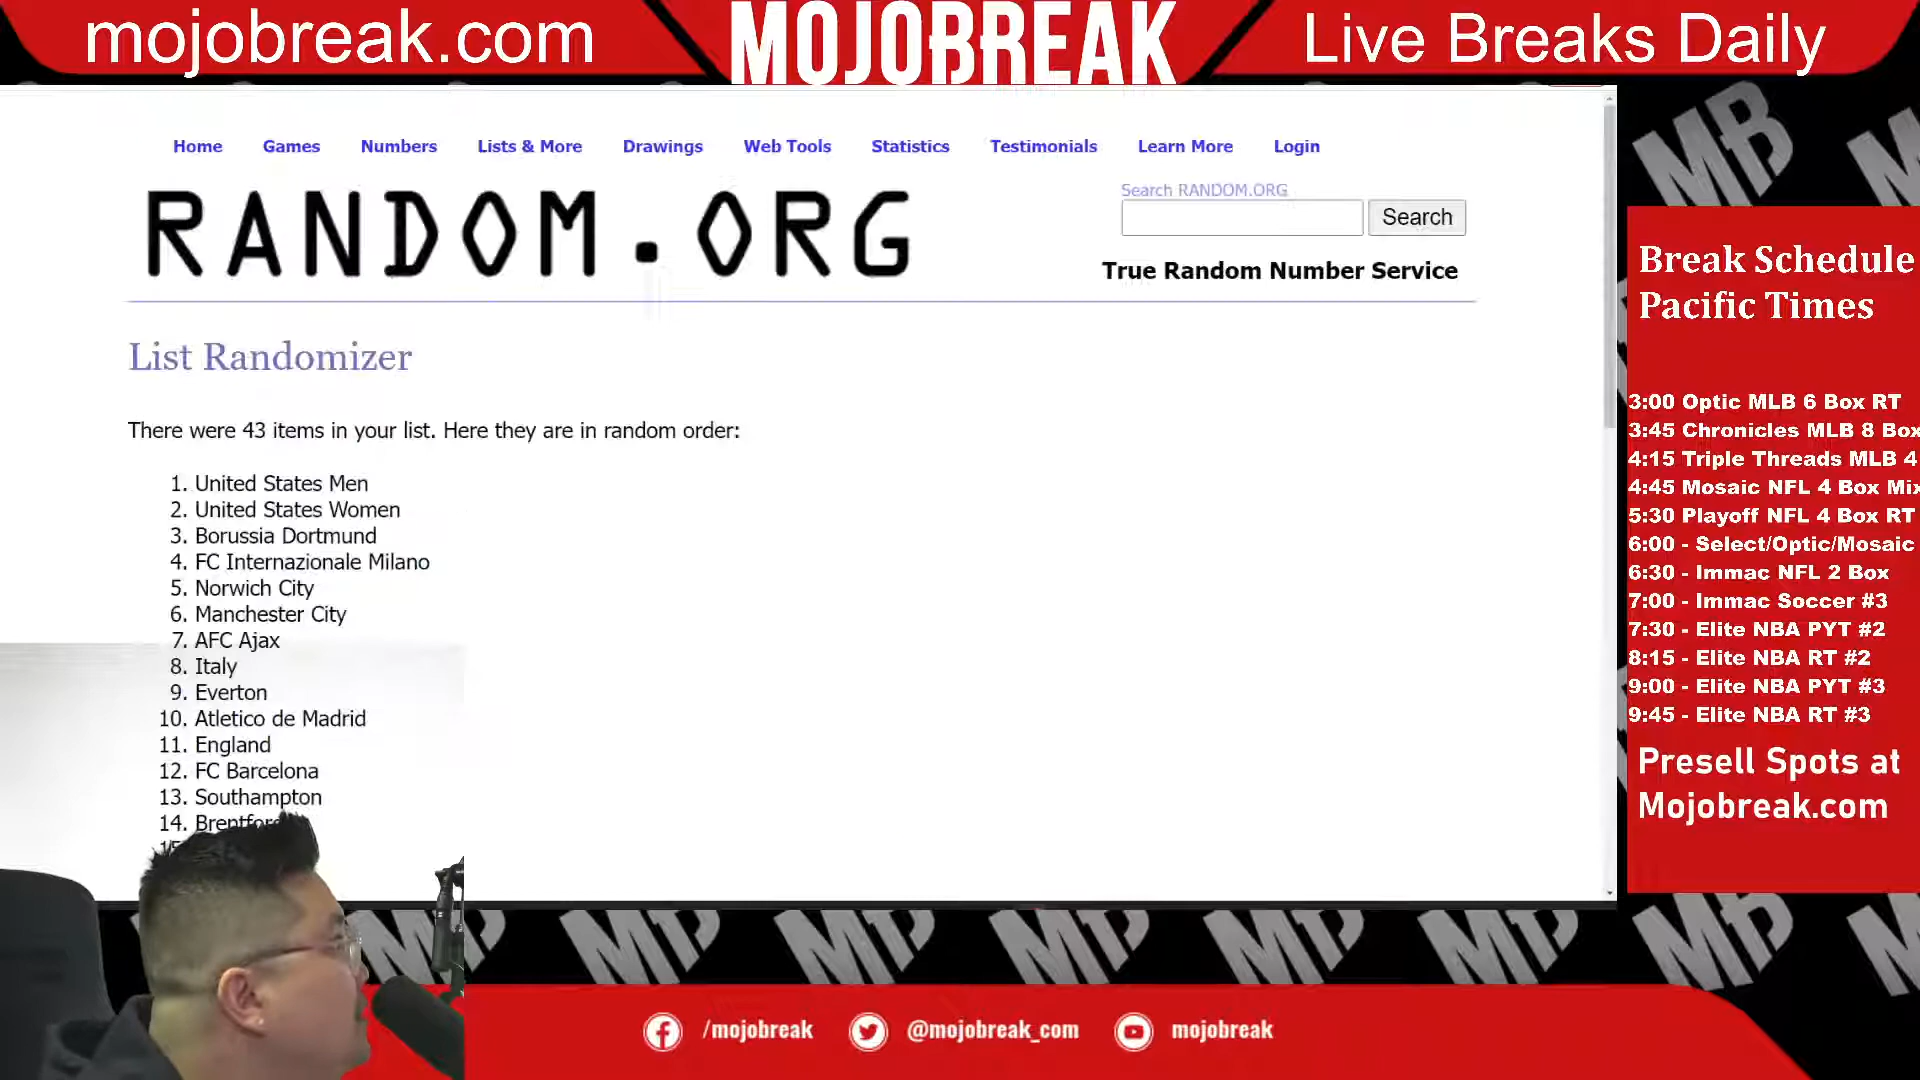 mojobreak.com
MOJOBREAK
Live Breaks Daily
Home Games Numbers Lists & More Drawings Web Tools Statistics Testimonials Learn More Login
RANDOM.ORG
Search RANDOM.ORG
Search
True Random Number Service
List Randomizer
There were 43 items in your list. Here they are in random order:
1. United States Men
2. United States Women
3. Borussia Dortmund
4. FC Internazionale Milano
5. Norwich City
6. Manchester City
7. AFC Ajax
8. Italy
9. Everton
10. Atletico de Madrid
11. England
12. FC Barcelona
13. Southampton
14. Brentfor
Break Schedule
Pacific Times
3:00 Optic MLB 6 Box RT
3:45 Chronicles MLB 8 Box
4:15 Triple Threads MLB 4
4:45 Mosaic NFL 4 Box Mix
5:30 Playoff NFL 4 Box RT
6:00 - Select/Optic/Mosaic
6:30 - Immac NFL 2 Box
7:00 - Immac Soccer #3
7:30 - Elite NBA PYT #2
8:15 - Elite NBA RT #2
9:00 - Elite NBA PYT #3
9:45 - Elite NBA RT #3
Presell Spots at
Mojobreak.com
MB
/mojobreak
@mojobreak_com
mojobreak